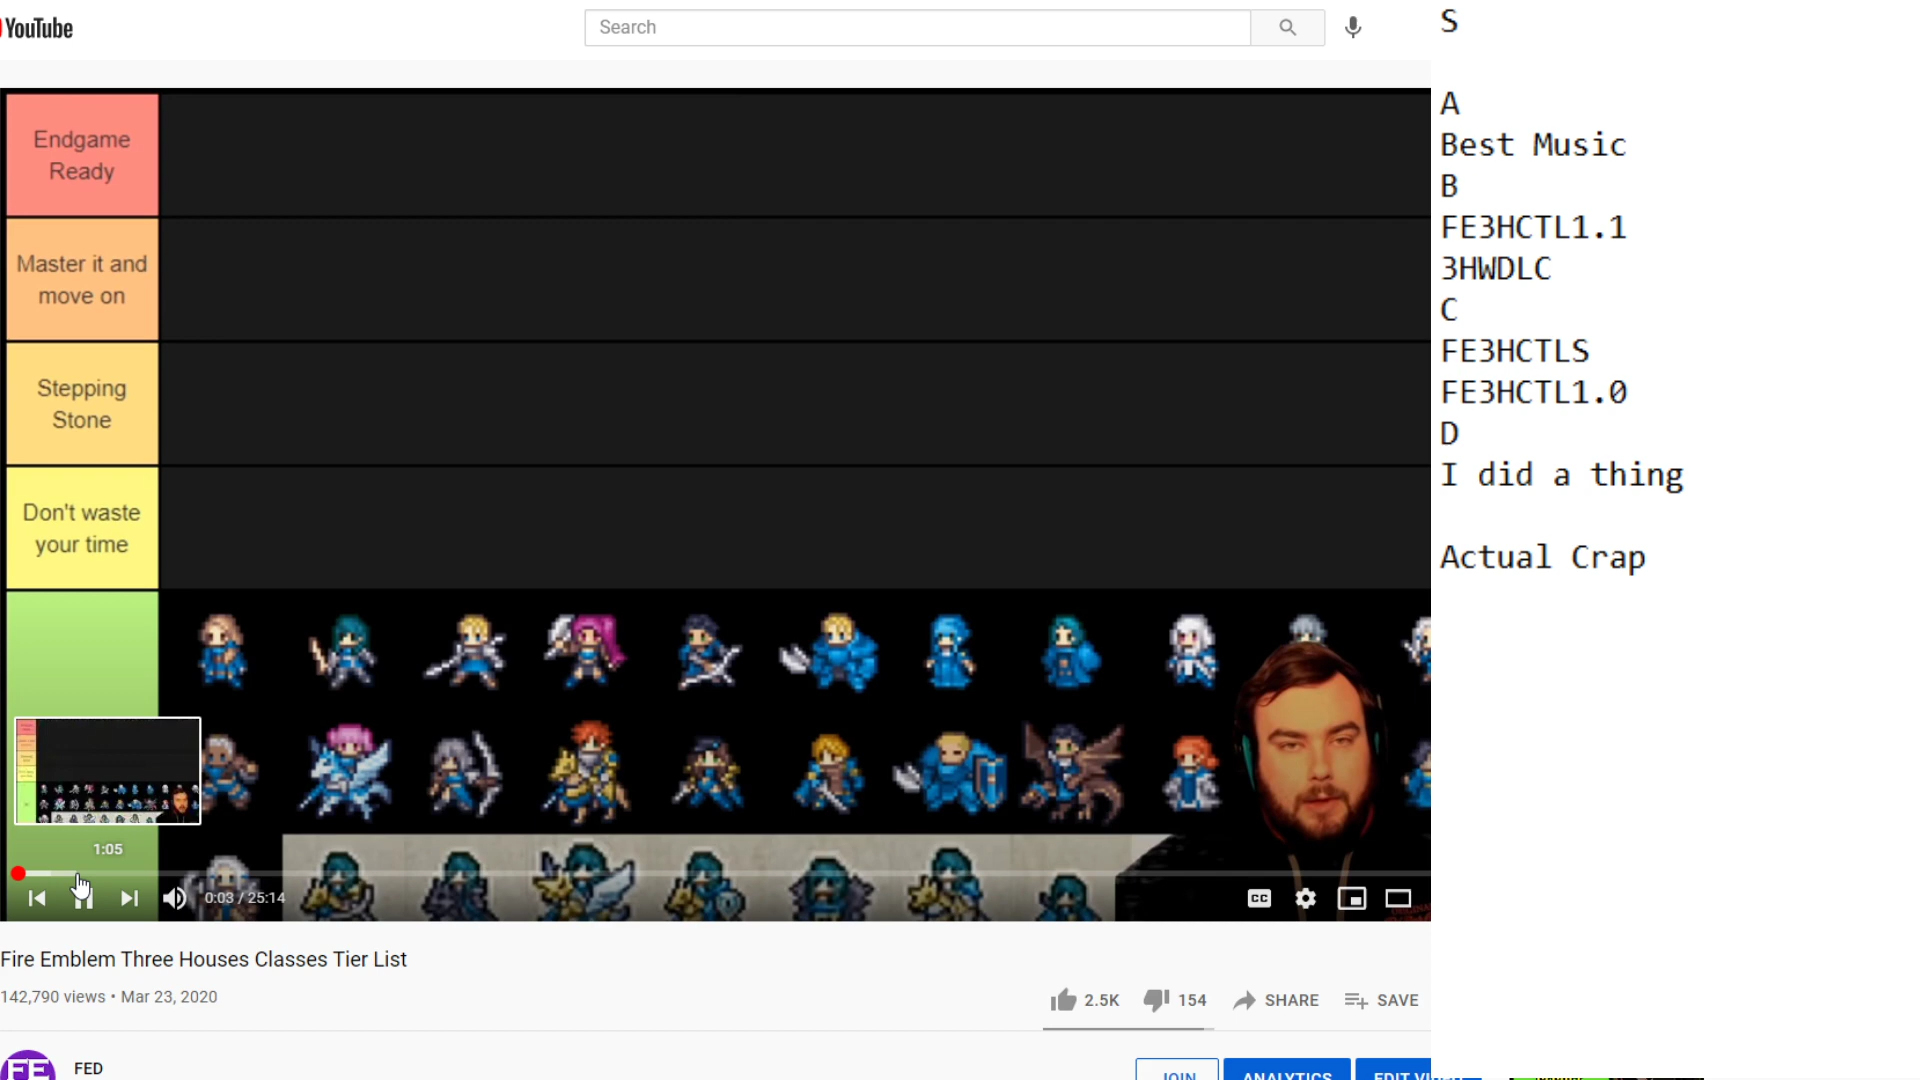 YouTube
Search
Endgame
Ready
Master it and
move on
Stepping
Stone
Don't waste
your time
1:05
0:03 / 25:14
CC
Fire Emblem Three Houses Classes Tier List
142,790 views • Mar 23, 2020
2.5K
154
SHARE
SAVE
FE
FED
JOIN
ANALYTICS
S
A
Best Music
B
FE3HCTL1.1
3HWDLC
C
FE3HCTLS
FE3HCTL1.0
D
I did a thing
Actual Crap